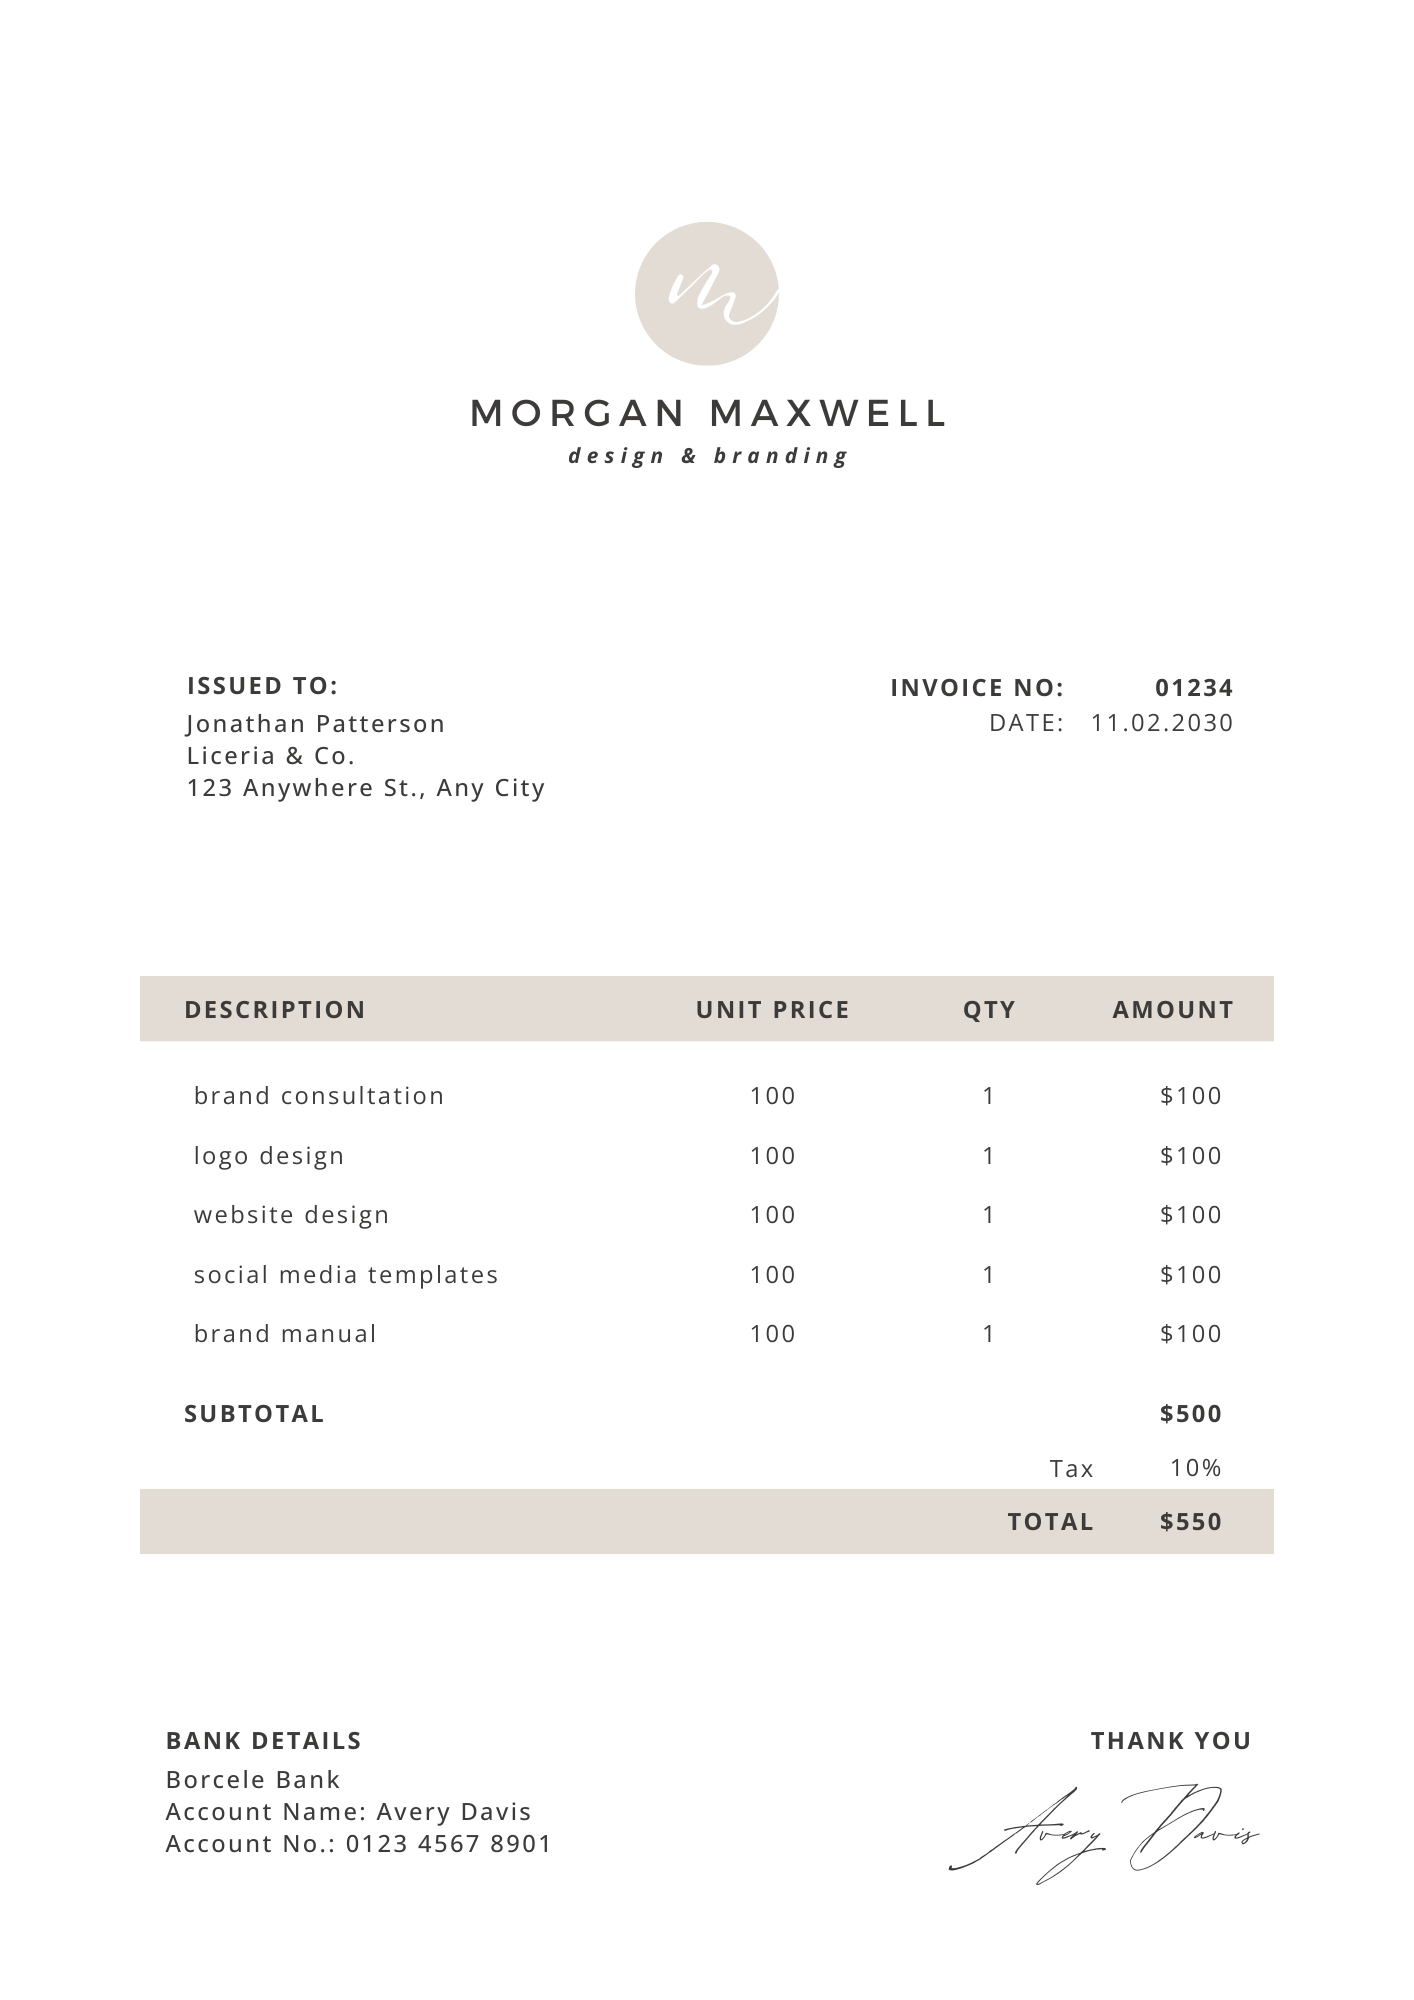 m
MORGAN MAXWELL
design & branding
ISSUED TO:
Jonathan Patterson
Liceria & Co.
123 Anywhere St., Any City
INVOICE NO: 01234
DATE: 11.02.2030
DESCRIPTION UNIT PRICE QTY AMOUNT
brand consultation 100 1 $100
logo design 100 1 $100
website design 100 1 $100
social media templates 100 1 $100
brand manual 100 1 $100
SUBTOTAL $500
Tax 10%
TOTAL $550
BANK DETAILS
Borcele Bank
Account Name: Avery Davis
Account No.: 0123 4567 8901
THANK YOU
Avery Davis